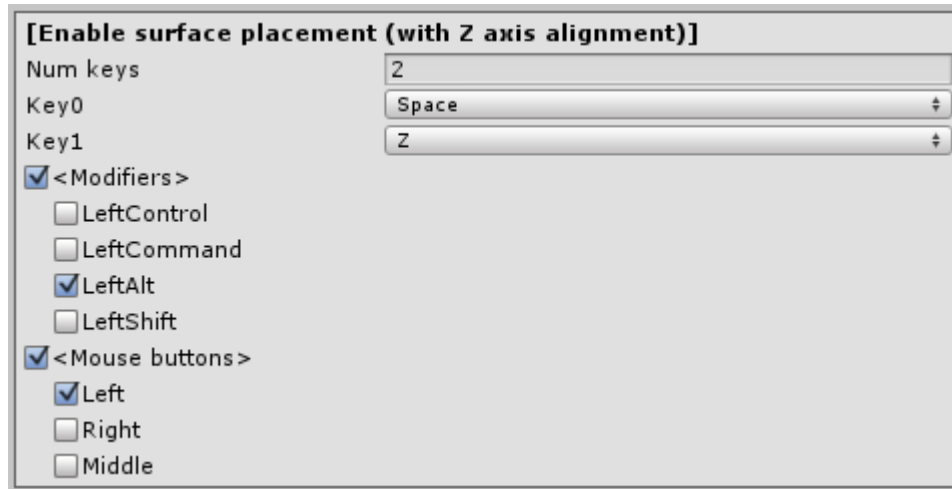 [Enable surface placement (with Z axis alignment)]
Num keys 2
Key0 Space
Key1 Z
<Modifiers>
LeftControl
LeftCommand
LeftAlt
LeftShift
<Mouse buttons>
Left
Right
Middle